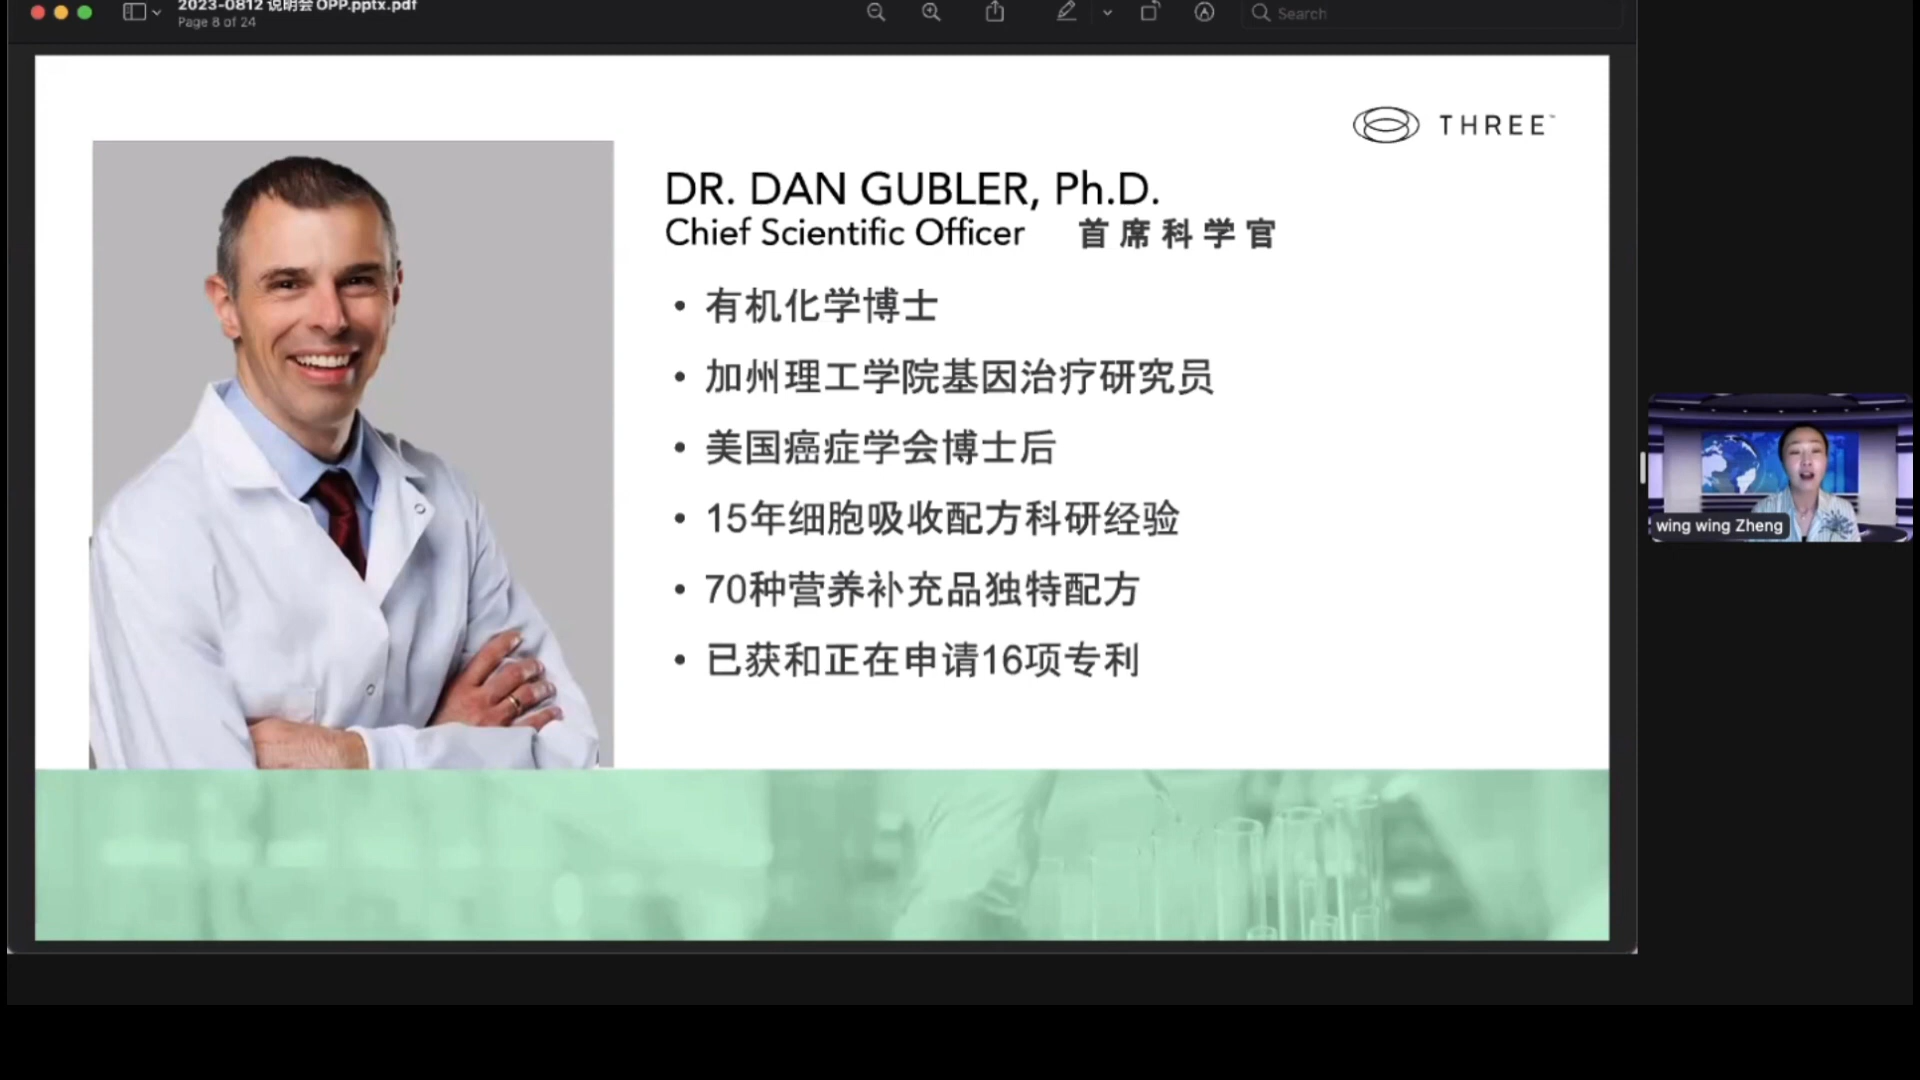 2023-0812 说明会 OPP.pptx.pdf
Page 8 of 24
Search
THREE™
DR. DAN GUBLER, Ph.D.
Chief Scientific Officer 首席科学官
• 有机化学博士
• 加州理工学院基因治疗研究员
• 美国癌症学会博士后
• 15年细胞吸收配方科研经验
• 70种营养补充品独特配方
• 已获和正在申请16项专利
wing wing Zheng